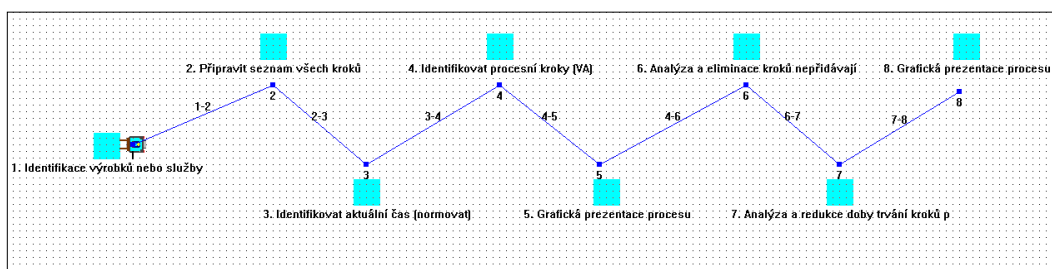 2. Připravit seznam všech kroků
4. Identifikovat procesní kroky (VA)
6. Analýza a eliminace kroků nepřidávají
8. Grafická prezentace procesu
2
4
6
8
1-2
2-3
3-4
4-5
4-6
6-7
7-8
1. Identifikace výrobků nebo služby
3
5
7
3. Identifikovat aktuální čas (normovat)
5. Grafická prezentace procesu
7. Analýza a redukce doby trvání kroků p